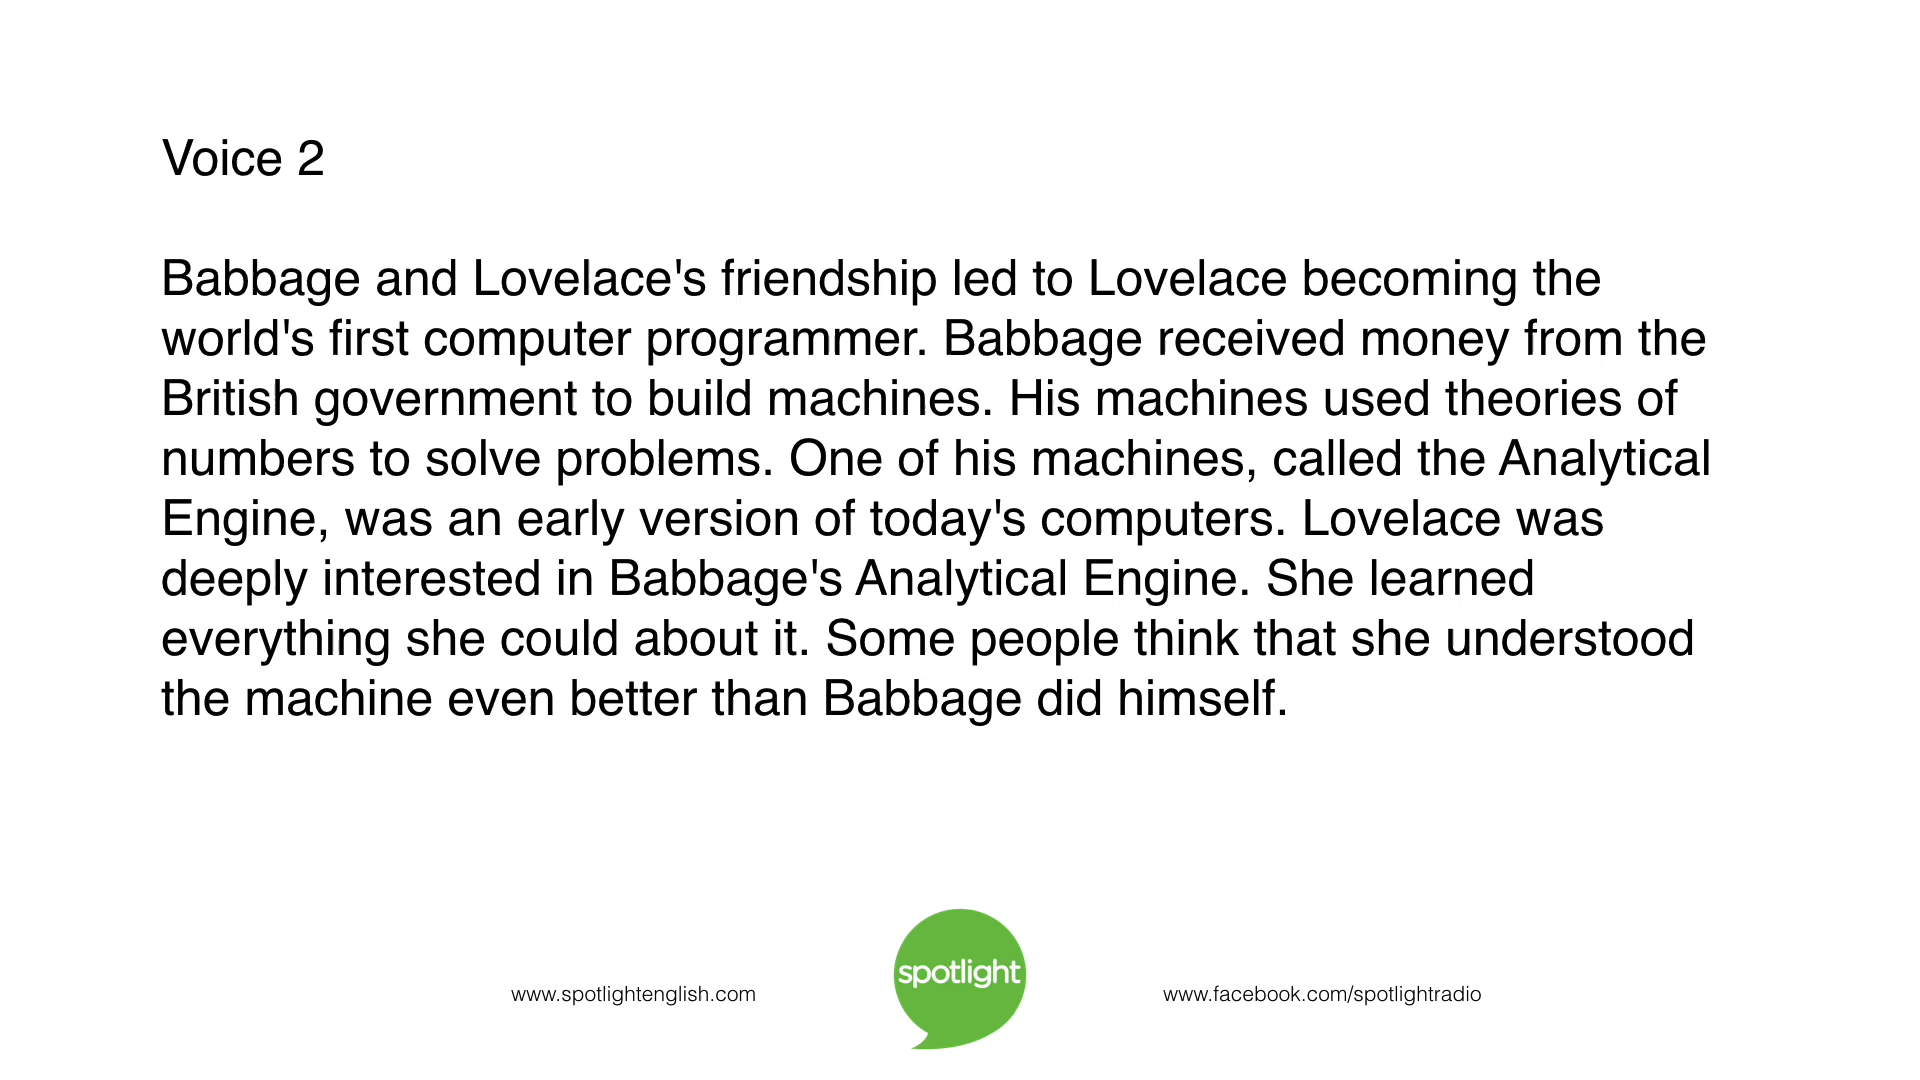 Voice 2
Babbage and Lovelace's friendship led to Lovelace becoming the
world's first computer programmer. Babbage received money from the
British government to build machines. His machines used theories of
numbers to solve problems. One of his machines, called the Analytical
Engine, was an early version of today's computers. Lovelace was
deeply interested in Babbage's Analytical Engine. She learned
everything she could about it. Some people think that she understood
the machine even better than Babbage did himself.
www.spotlightenglish.com
spotlight
www.facebook.com/spotlightradio